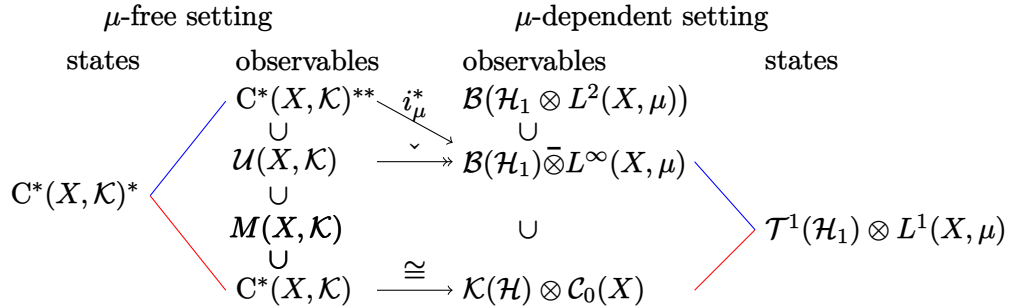 μ-free setting μ-dependent setting
states observables observables states
C*(X, 𝒦)** i*_μ ℬ(ℋ₁ ⊗ L²(X, μ))
∪ ∪
𝒰(X, 𝒦) ˇ ℬ(ℋ₁)⊗̄L^∞(X, μ)
C*(X, 𝒦)* ∪
M(X, 𝒦) ∪ 𝒯¹(ℋ₁) ⊗ L¹(X, μ)
∪
C*(X, 𝒦) ≅ 𝒦(ℋ) ⊗ 𝒞₀(X)